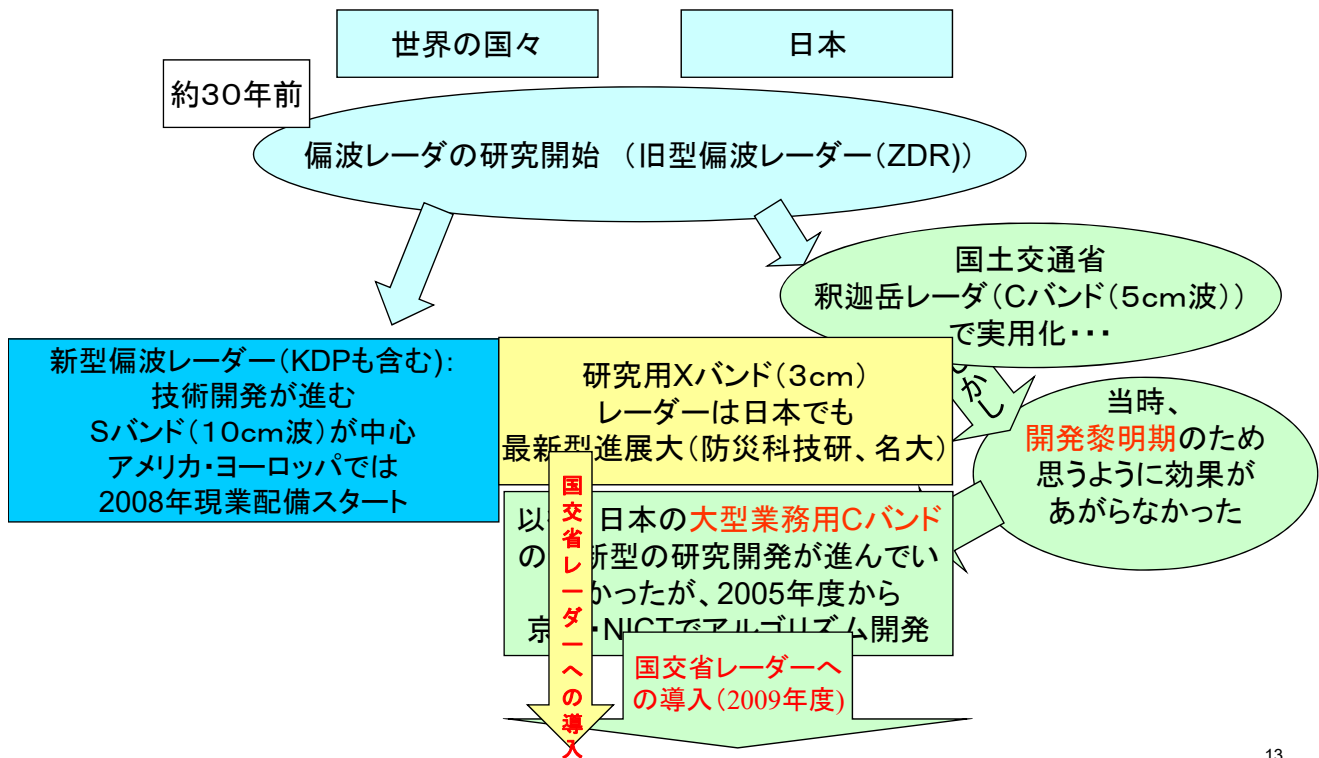 世界の国々
日本
約30年前
偏波レーダの研究開始 (旧型偏波レーダー(ZDR))
国土交通省
釈迦岳レーダ(Cバンド(5cm波))
で実用化・・・
かし
当時、
開発黎明期のため
思うように効果が
あがらなかった
新型偏波レーダー(KDPも含む):
技術開発が進む
Sバンド(10cm波)が中心
アメリカ・ヨーロッパでは
2008年現業配備スタート
研究用Xバンド(3cm)
レーダーは日本でも
最新型進展大(防災科技研、名大)
以 日本の大型業務用Cバンド
の 新型の研究開発が進んでい
かったが、2005年度から
京 ・NICTでアルゴリズム開発
国交省レーダーへの導入
国交省レーダーへ
の導入(2009年度)
13